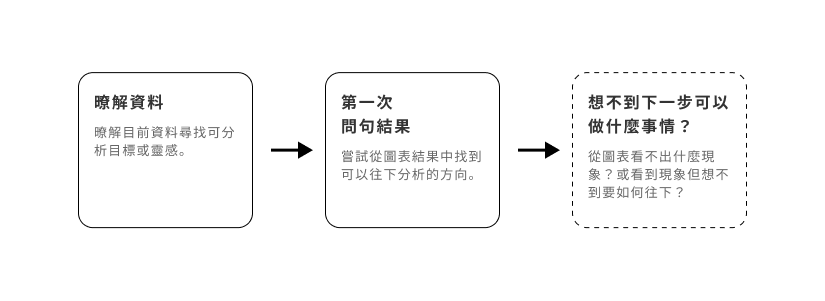 瞭解資料
瞭解目前資料尋找可分
析目標或靈感。
第一次
問句結果
嘗試從圖表結果中找到
可以往下分析的方向。
想不到下一步可以
做什麼事情？
從圖表看不出什麼現
象？或看到現象但想不
到要如何往下？